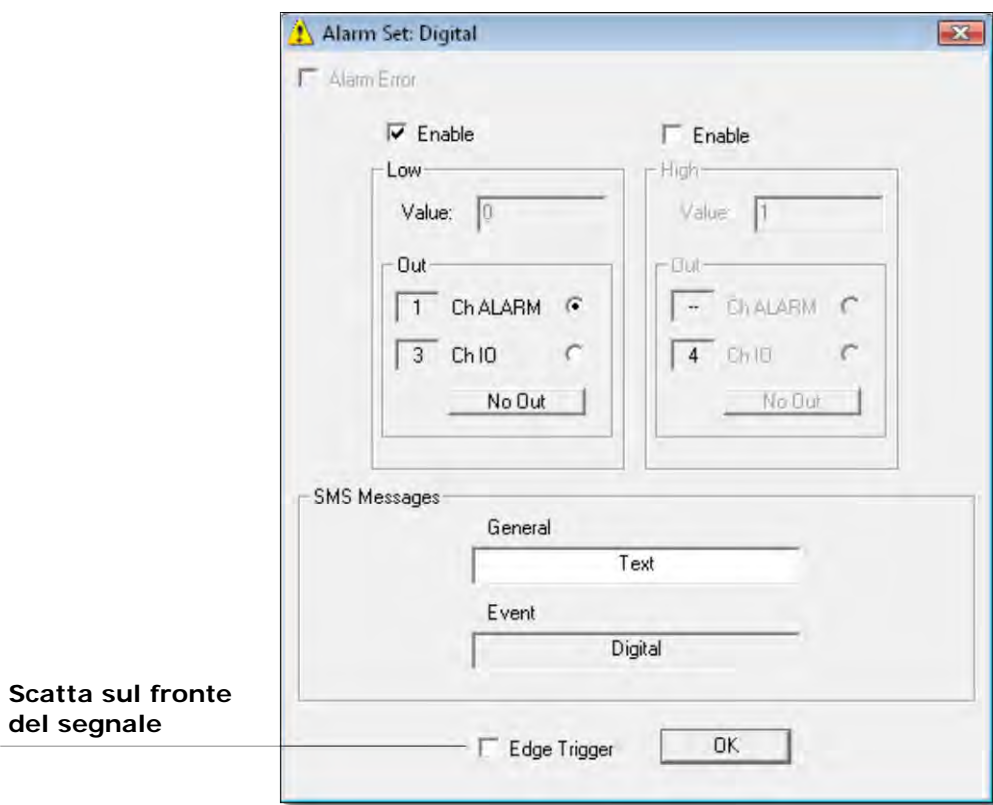 Alarm Set: Digital
Alarm Error
Enable
Enable
Low
High
Value: 0
Value: 1
Out
Out
1 Ch ALARM
-- Ch ALARM
3 Ch IO
4 Ch IO
No Out
No Out
SMS Messages
General
Text
Event
Digital
Scatta sul fronte
del segnale
Edge Trigger
OK